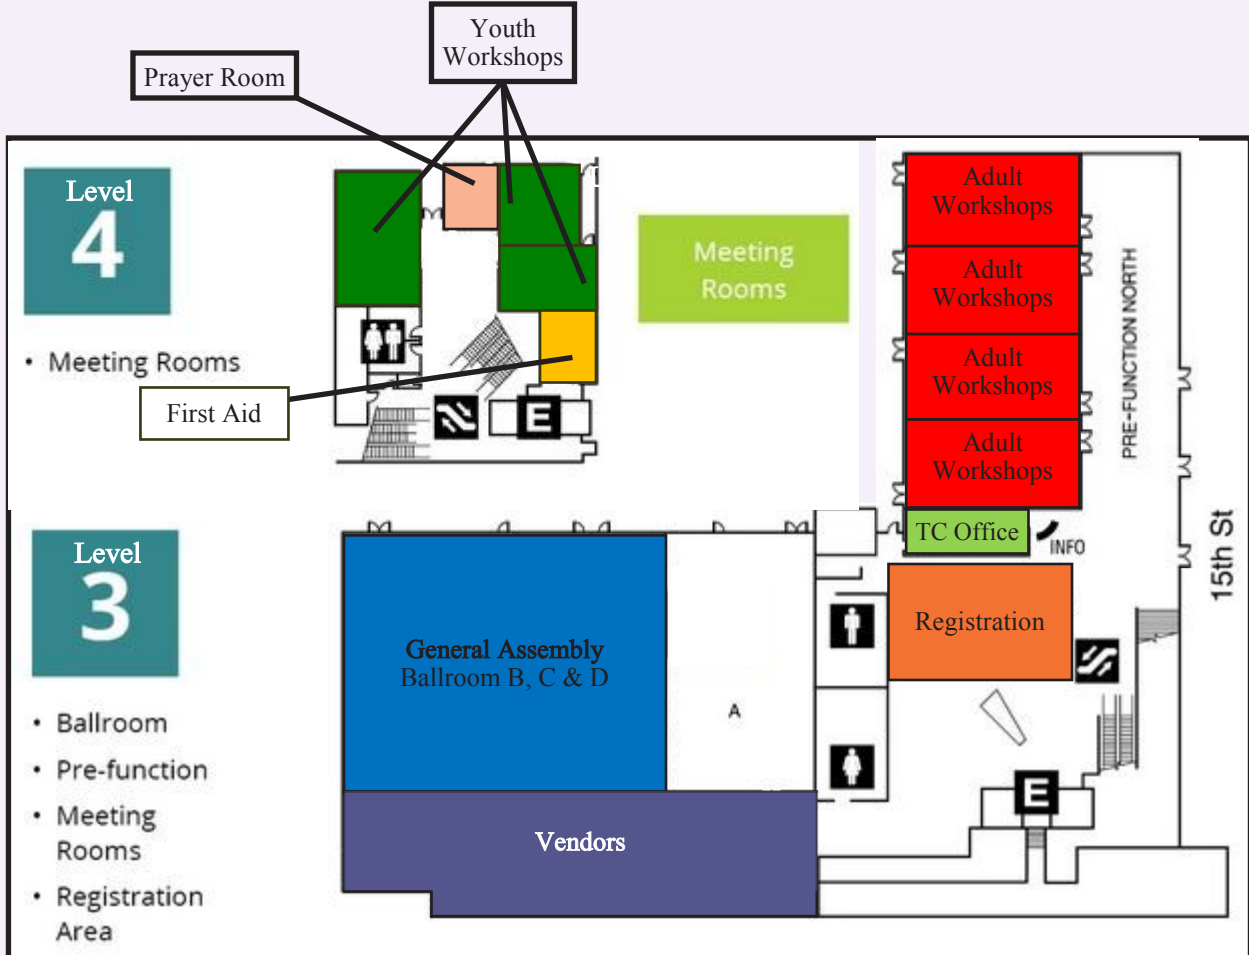 Youth
Workshops
Prayer Room
Level
4
• Meeting Rooms
First Aid
E
Meeting
Rooms
Adult
Workshops
Adult
Workshops
Adult
Workshops
Adult
Workshops
PRE-FUNCTION NORTH
TC Office
INFO
15th St
Registration
Level
3
• Ballroom
• Pre-function
• Meeting
Rooms
• Registration
Area
General Assembly
Ballroom B, C & D
A
E
Vendors